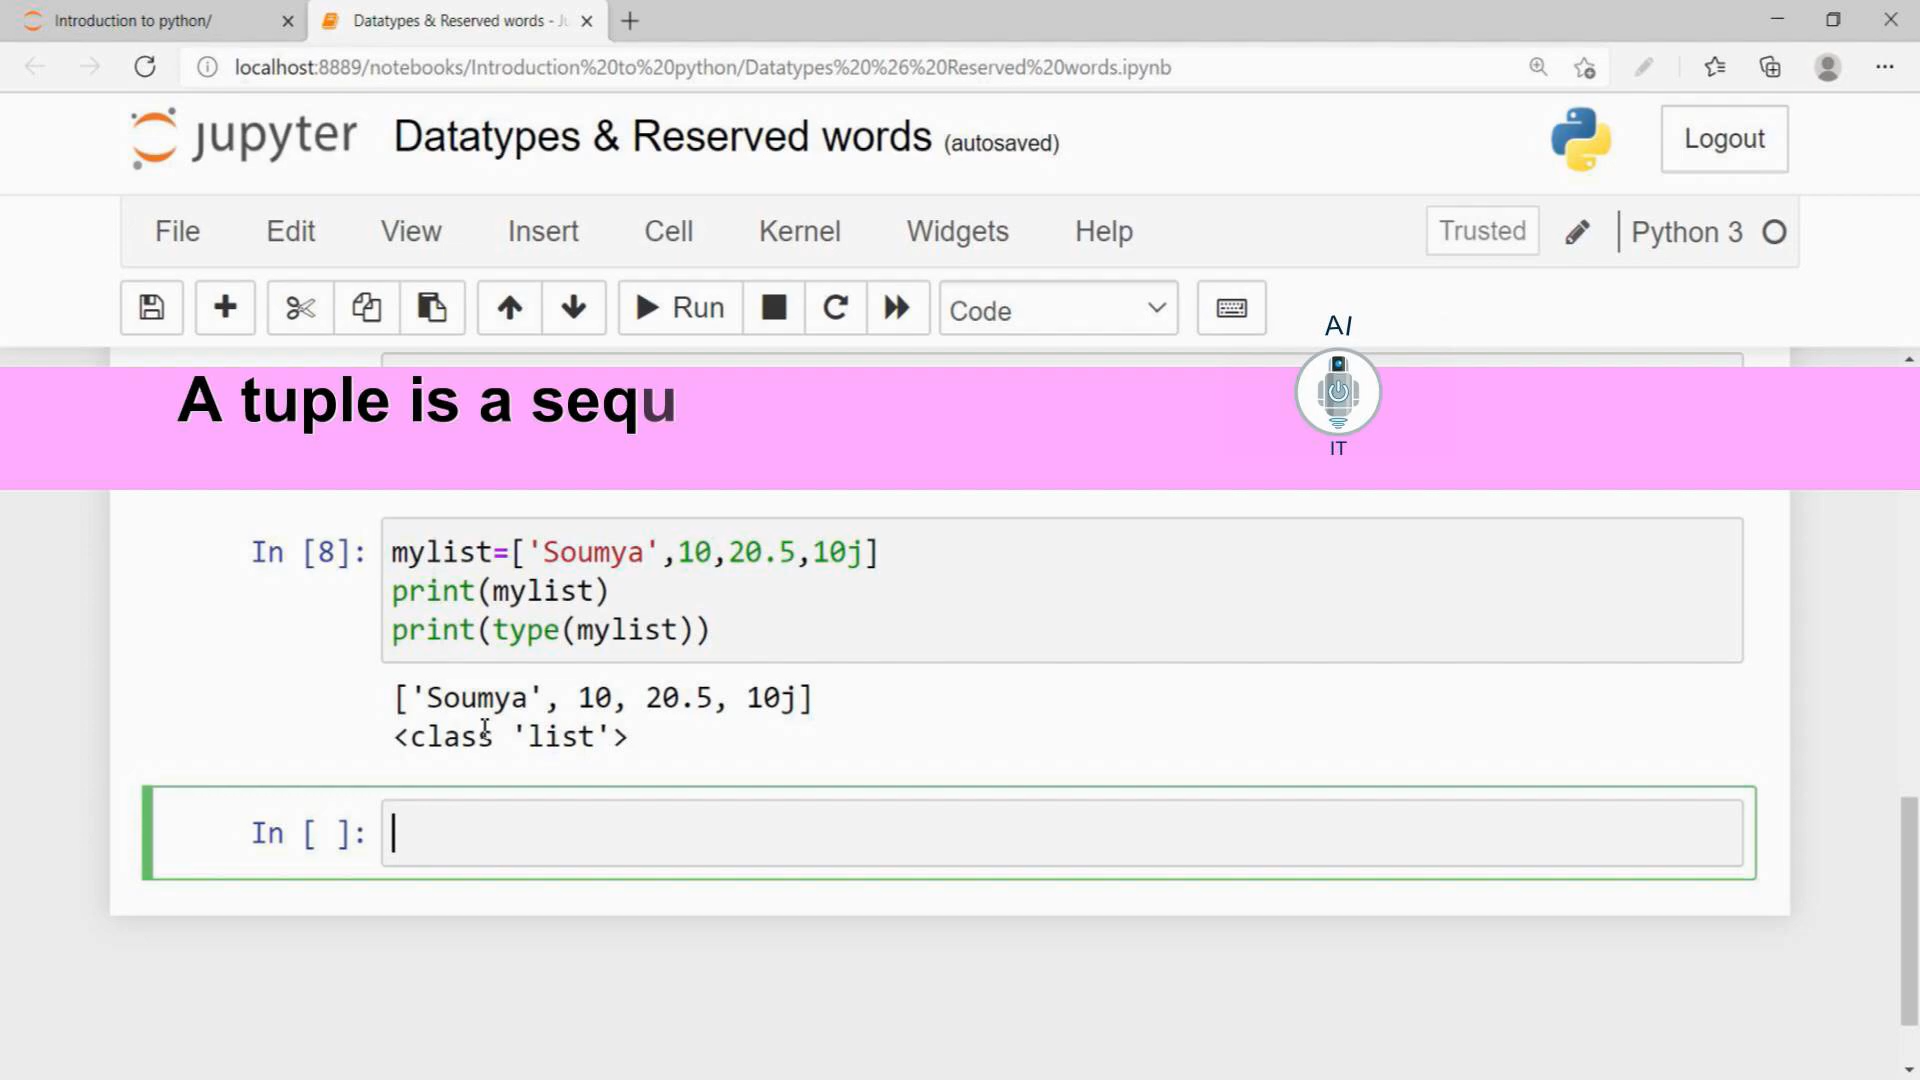 Introduction to python/
Datatypes & Reserved words - Ju
localhost:8889/notebooks/Introduction%20to%20python/Datatypes%20%26%20Reserved%20words.ipynb
jupyter Datatypes & Reserved words (autosaved)
Logout
File Edit View Insert Cell Kernel Widgets Help
Trusted
Python 3
Run
Code
AI
A tuple is a sequ
IT
In [8]: mylist=['Soumya',10,20.5,10j]
print(mylist)
print(type(mylist))
['Soumya', 10, 20.5, 10j]
<class 'list'>
In [ ]: